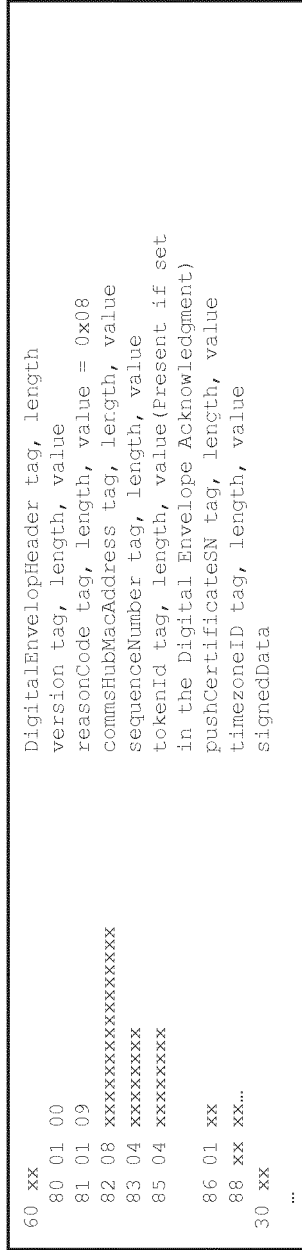 60 xx DigitalEnvelopHeader tag, length
80 01 00 version tag, length, value
81 01 09 reasonCode tag, length, value = 0x08
82 08 xxxxxxxxxxxxxxxx commsHubMacAddress tag, length, value
83 04 xxxxxxxx sequenceNumber tag, length, value
85 04 xxxxxxxx tokenId tag, length, value(Present if set
in the Digital Envelope Acknowledgment)
86 01 xx pushCertificateSN tag, length, value
88 xx xx… timezoneID tag, length, value
30 xx signedData
…